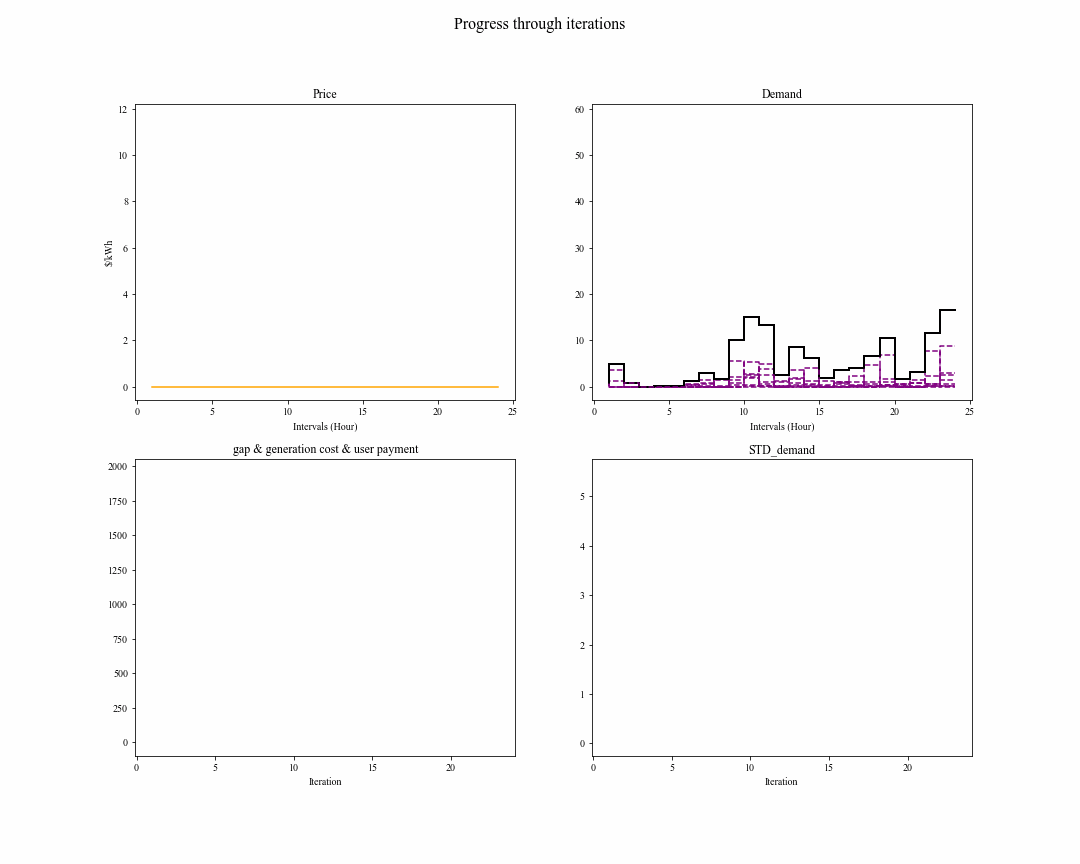 Progress through iterations
Price
12
10
8
6
4
2
0
$/kWh
0 5 10 15 20 25
Intervals (Hour)
Demand
60
50
40
30
20
10
0
0 5 10 15 20 25
Intervals (Hour)
gap & generation cost & user payment
2000
1750
1500
1250
1000
750
500
250
0
0 5 10 15 20
Iteration
STD_demand
5
4
3
2
1
0
0 5 10 15 20
Iteration